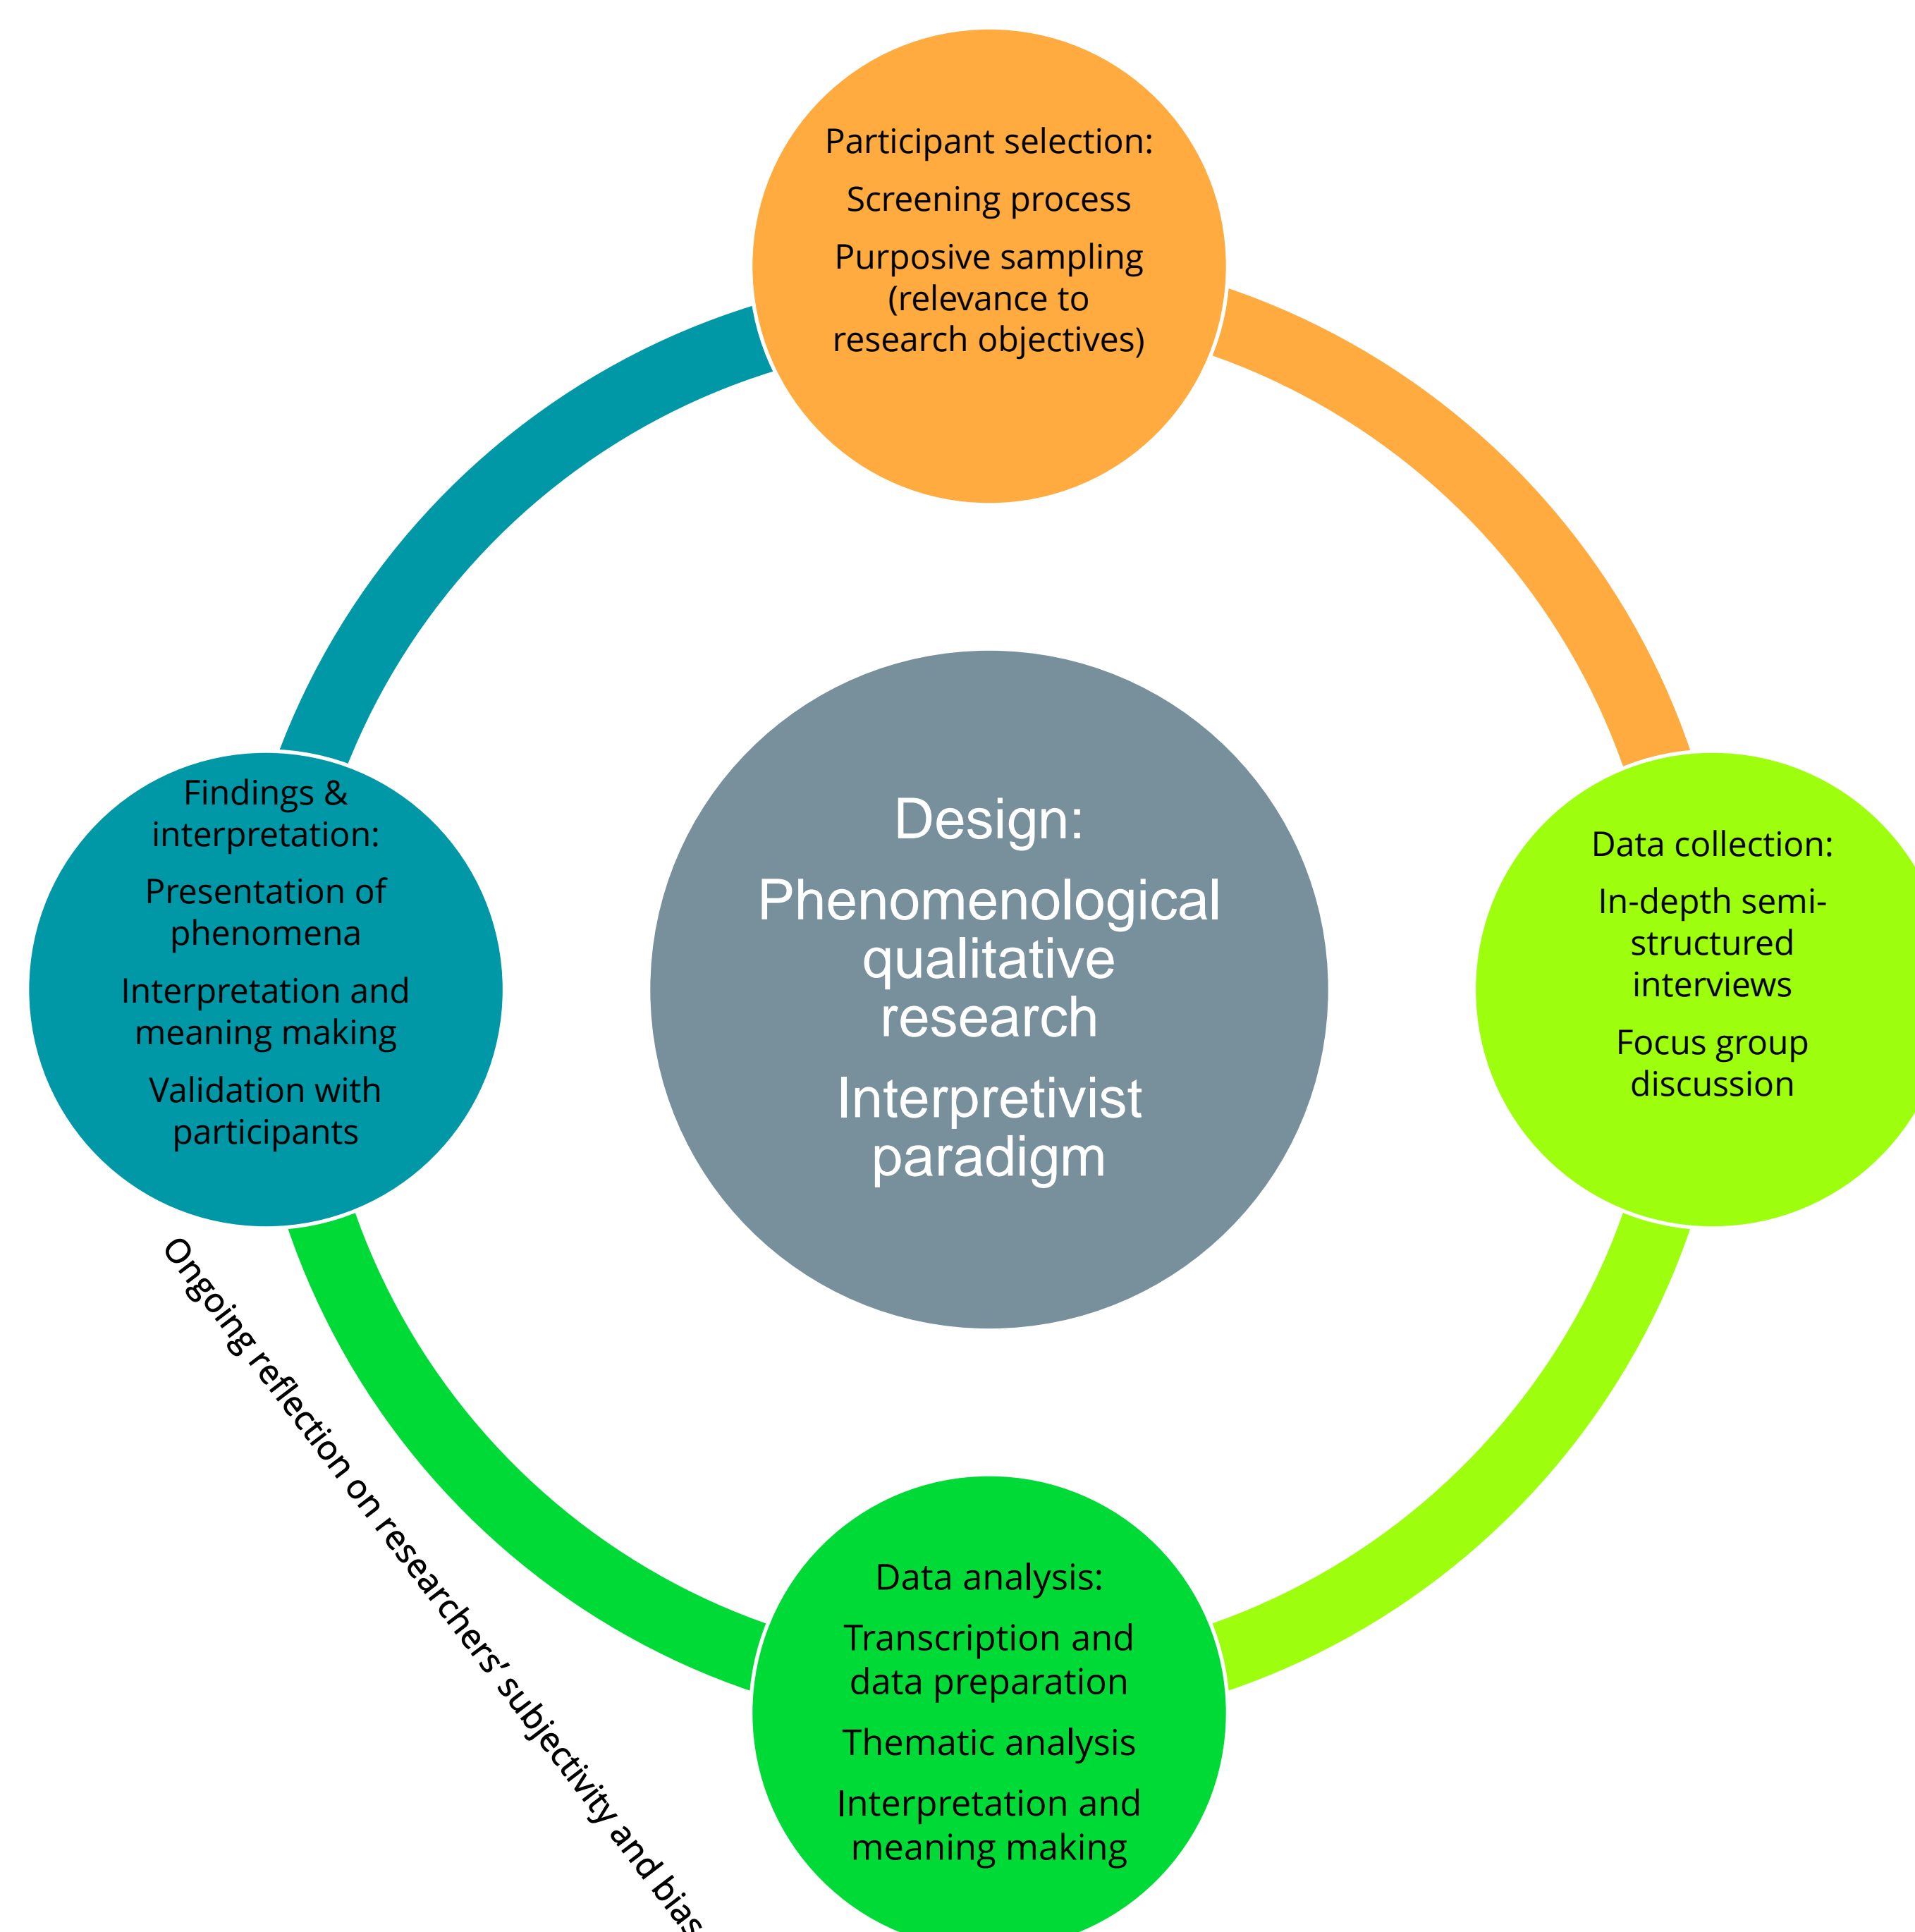 Participant selection:
Screening process
Purposive sampling
(relevance to
research objectives)
Findings &
interpretation:
Presentation of
phenomena
Interpretation and
meaning making
Validation with
participants
Design:
Phenomenological
qualitative
research
Interpretivist
paradigm
Data collection:
In-depth semi-
structured
interviews
Focus group
discussion
Ongoing reflection on researchers’ subjectivity and bias
Data analysis:
Transcription and
data preparation
Thematic analysis
Interpretation and
meaning making